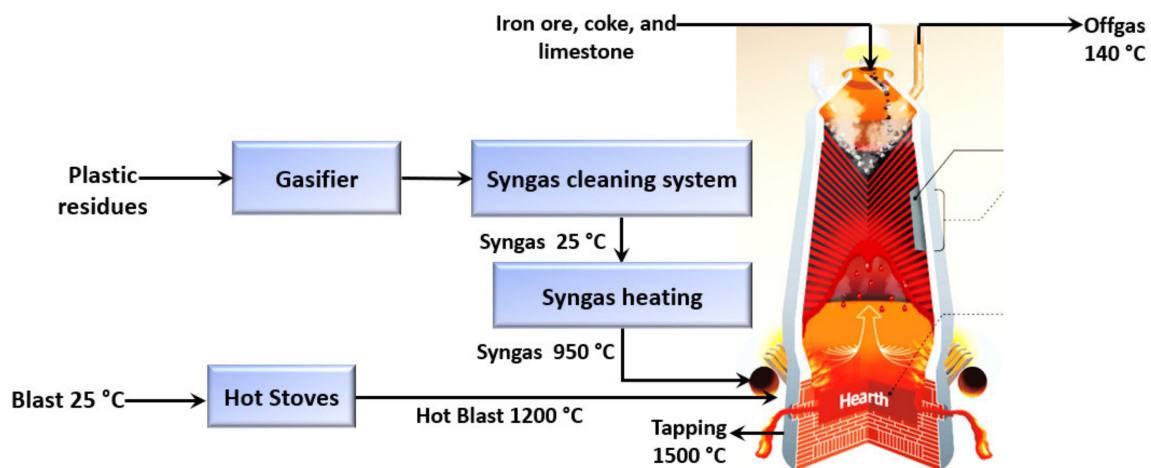 Iron ore, coke, and
limestone
Offgas
140 °C
Plastic
residues
Gasifier
Syngas cleaning system
Syngas 25 °C
Syngas heating
Syngas 950 °C
Blast 25 °C
Hot Stoves
Hot Blast 1200 °C
Hearth
Tapping
1500 °C